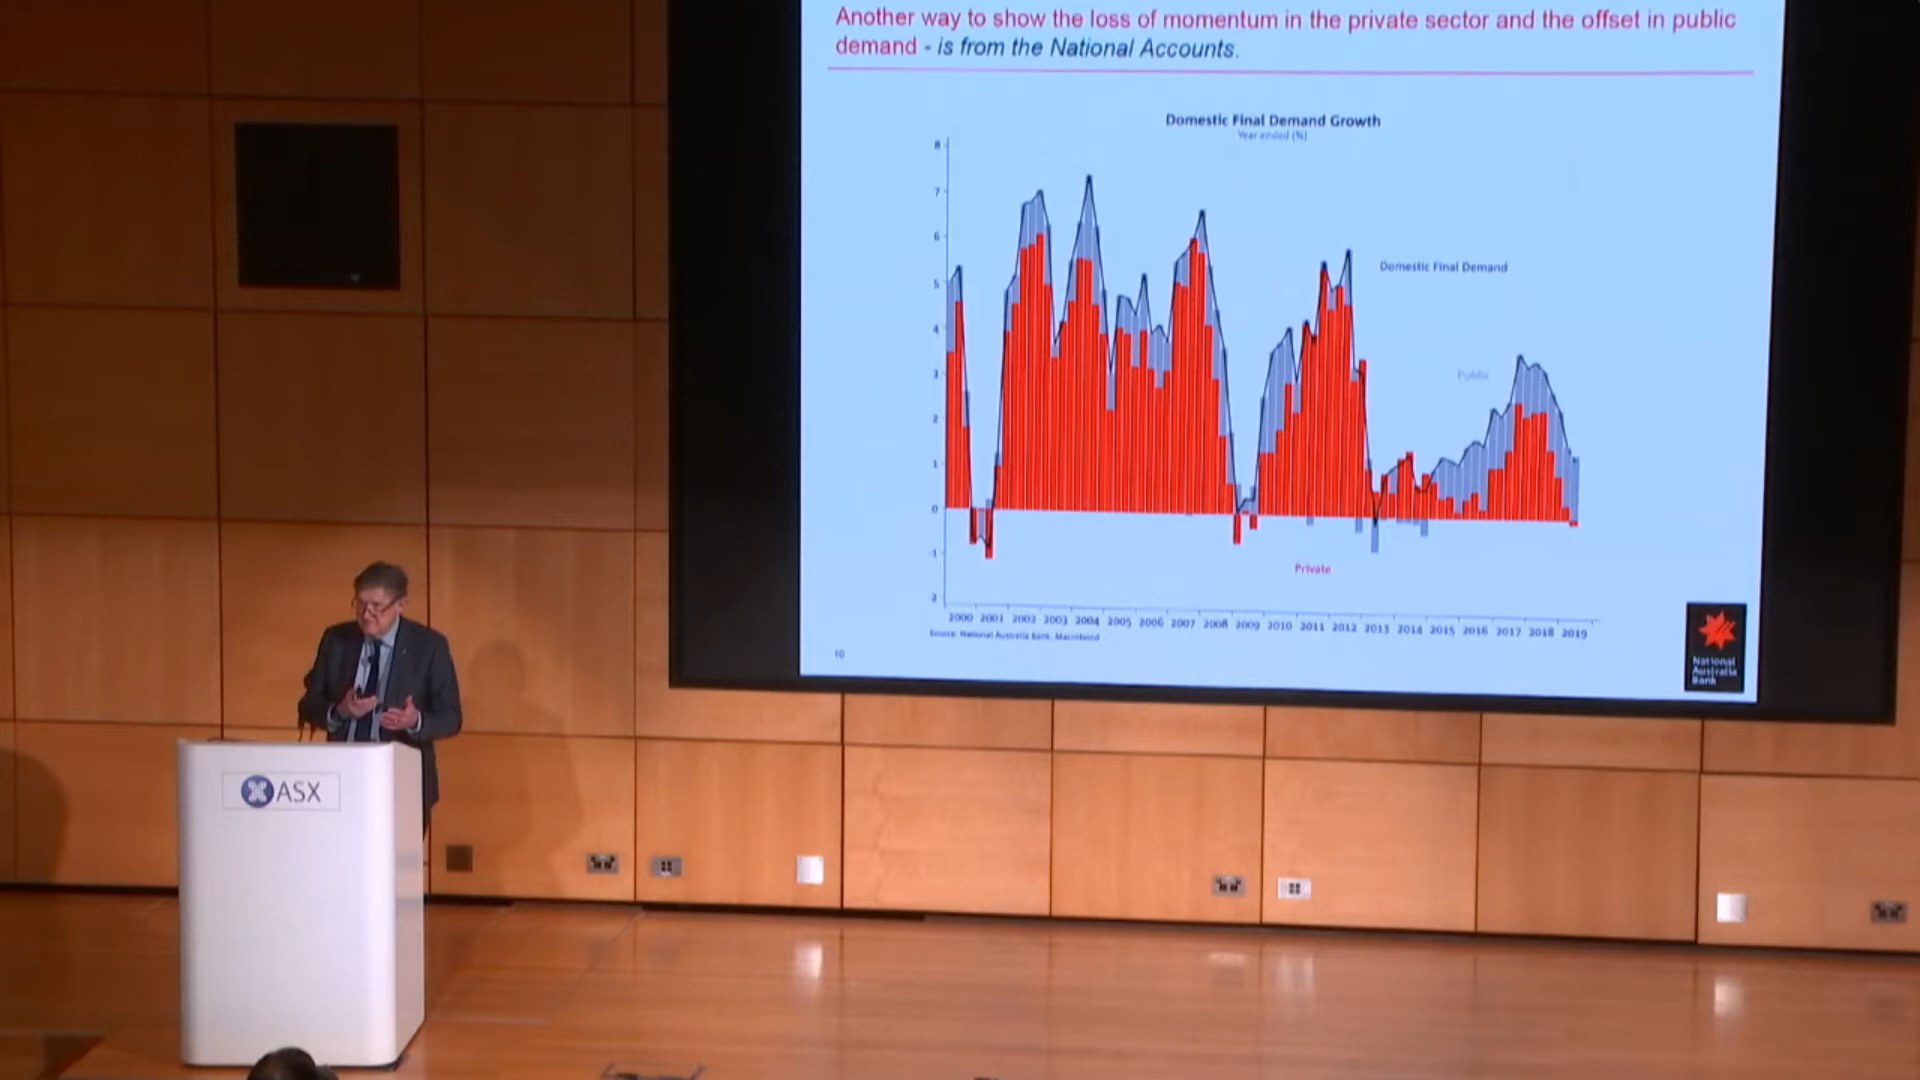 Another way to show the loss of momentum in the private sector and the offset in public
demand - is from the National Accounts.
Domestic Final Demand Growth
Year ended (%)
8
7
6
5
4
3
2
1
0
-1
-2
Domestic Final Demand
Public
Private
2000 2001 2002 2003 2004 2005 2006 2007 2008 2009 2010 2011 2012 2013 2014 2015 2016 2017 2018 2019
Source: National Australia Bank, Macrobond
10
National
Australia
Bank
ASX